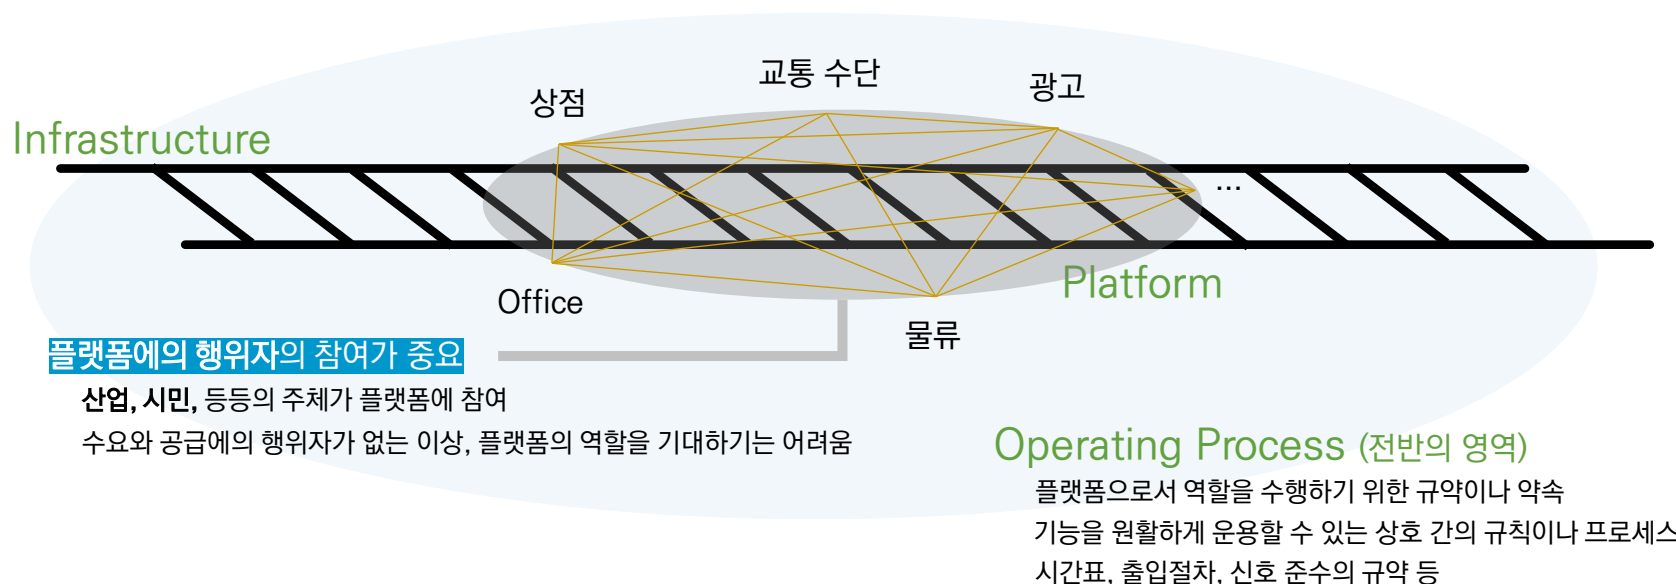 교통 수단
광고
상점
Infrastructure
...
Platform
Office
물류
플랫폼에의 행위자의 참여가 중요
산업, 시민, 등등의 주체가 플랫폼에 참여
수요와 공급에의 행위자가 없는 이상, 플랫폼의 역할을 기대하기는 어려움
Operating Process (전반의 영역)
플랫폼으로서 역할을 수행하기 위한 규약이나 약속
기능을 원활하게 운용할 수 있는 상호 간의 규칙이나 프로세스
시간표, 출입절차, 신호 준수의 규약 등